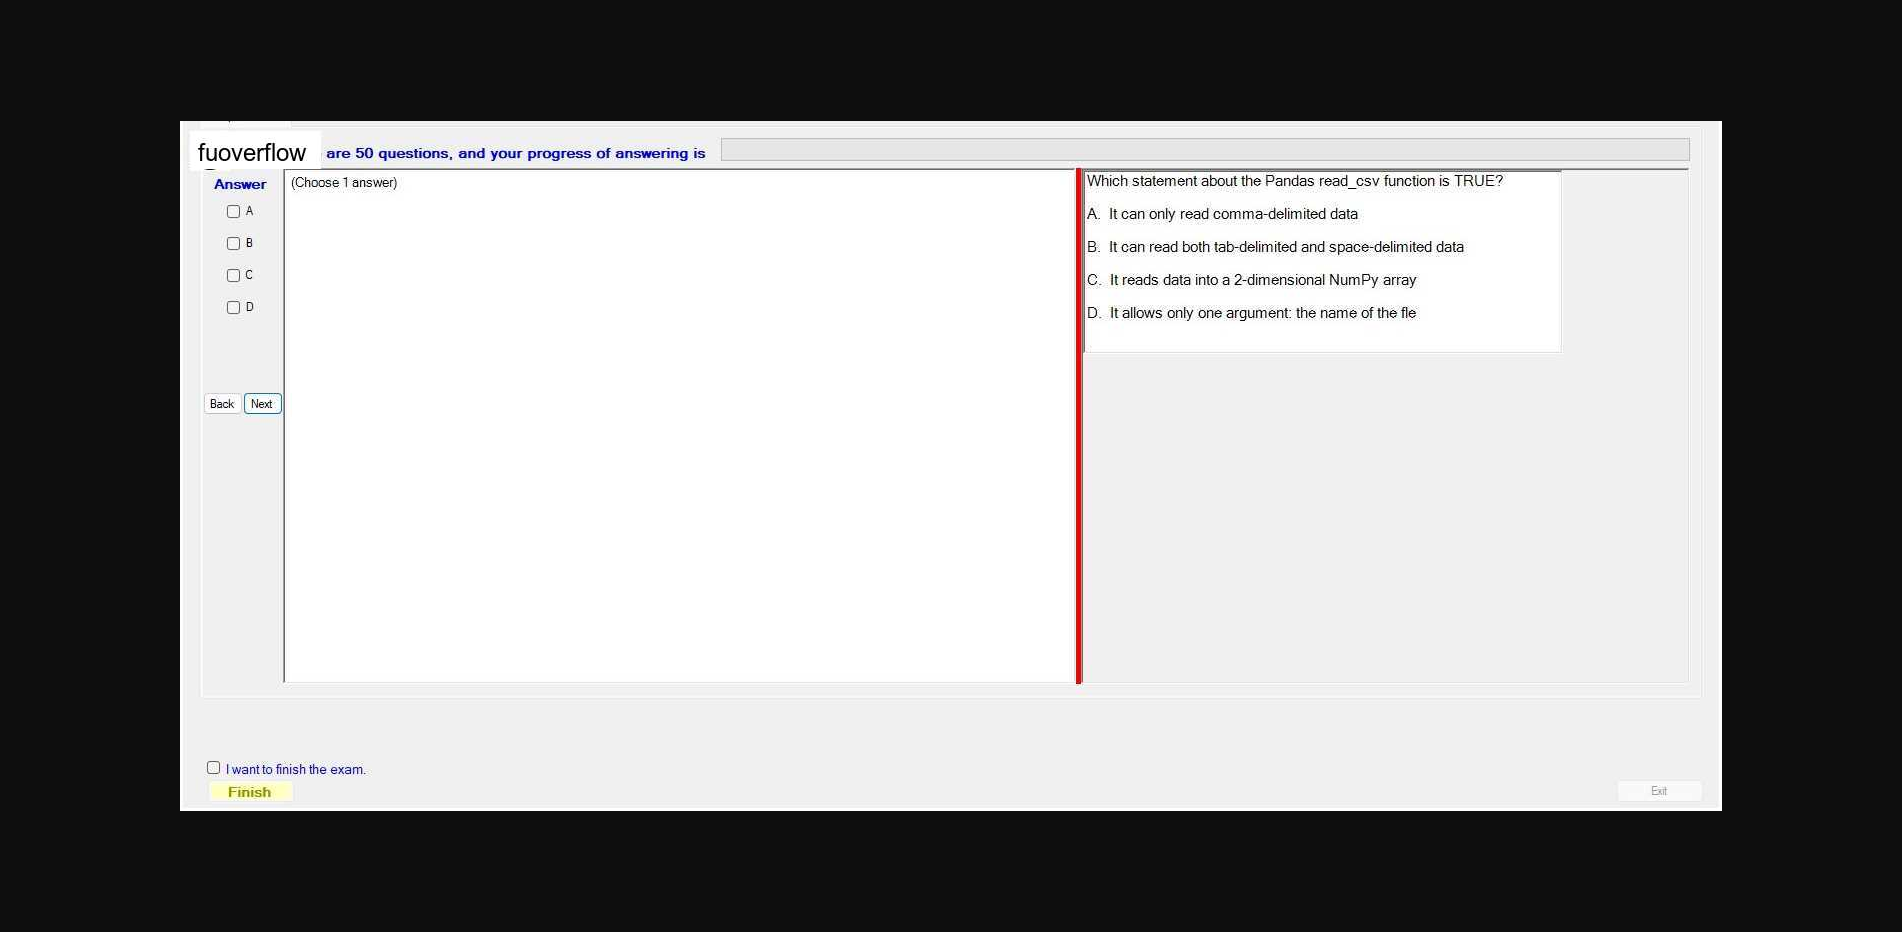 fuoverflow are 50 questions, and your progress of answering is
Answer
(Choose 1 answer)
A
B
C
D
Back Next
Which statement about the Pandas read_csv function is TRUE?
A. It can only read comma-delimited data
B. It can read both tab-delimited and space-delimited data
C. It reads data into a 2-dimensional NumPy array
D. It allows only one argument: the name of the fle
I want to finish the exam.
Finish
Exit